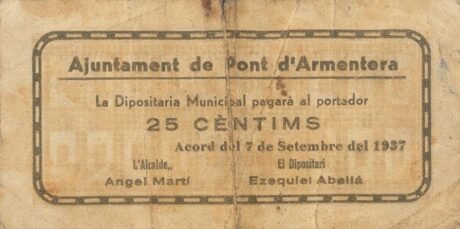 Ajuntament de Pont d'Armentera
La Dipositaria Municipal pagarà al portador
25 CÈNTIMS
Acord del 7 de Setembre del 1937
L'Alcalde,, El Dipositari
Angel Martí Ezequiel Abellá